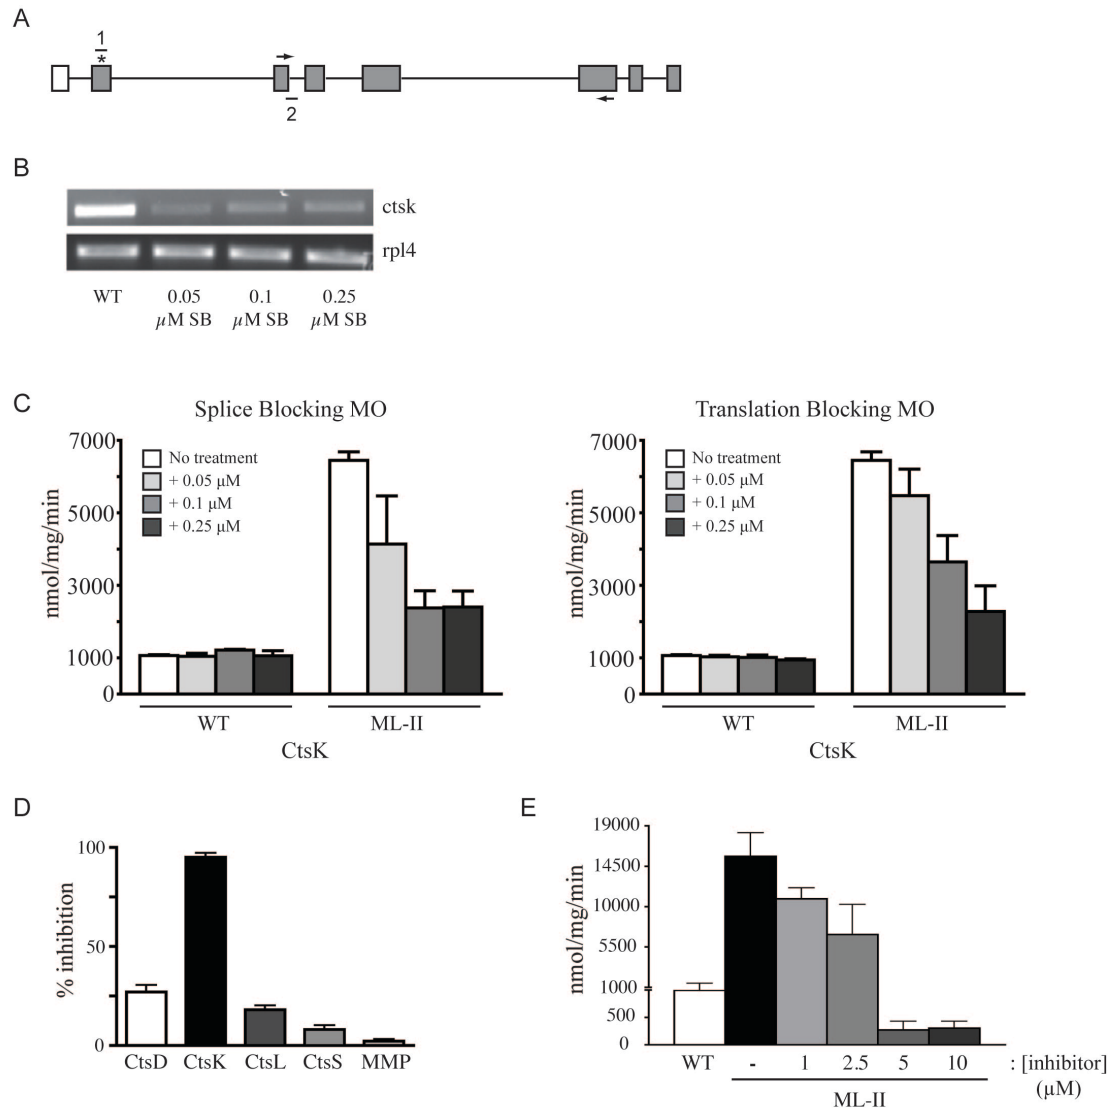 A
1
*
2
B
ctsk
rpl4
WT 0.05 µM SB 0.1 µM SB 0.25 µM SB
C
Splice Blocking MO
7000
5000
3000
1000
0
nmol/mg/min
No treatment
+ 0.05 µM
+ 0.1 µM
+ 0.25 µM
WT ML-II
CtsK
Translation Blocking MO
7000
5000
3000
1000
0
nmol/mg/min
No treatment
+ 0.05 µM
+ 0.1 µM
+ 0.25 µM
WT ML-II
CtsK
D
100
50
0
% inhibition
CtsD CtsK CtsL CtsS MMP
E
19000
14500
10000
5500
1000
500
0
nmol/mg/min
WT - 1 2.5 5 10 : [inhibitor]
(µM)
ML-II